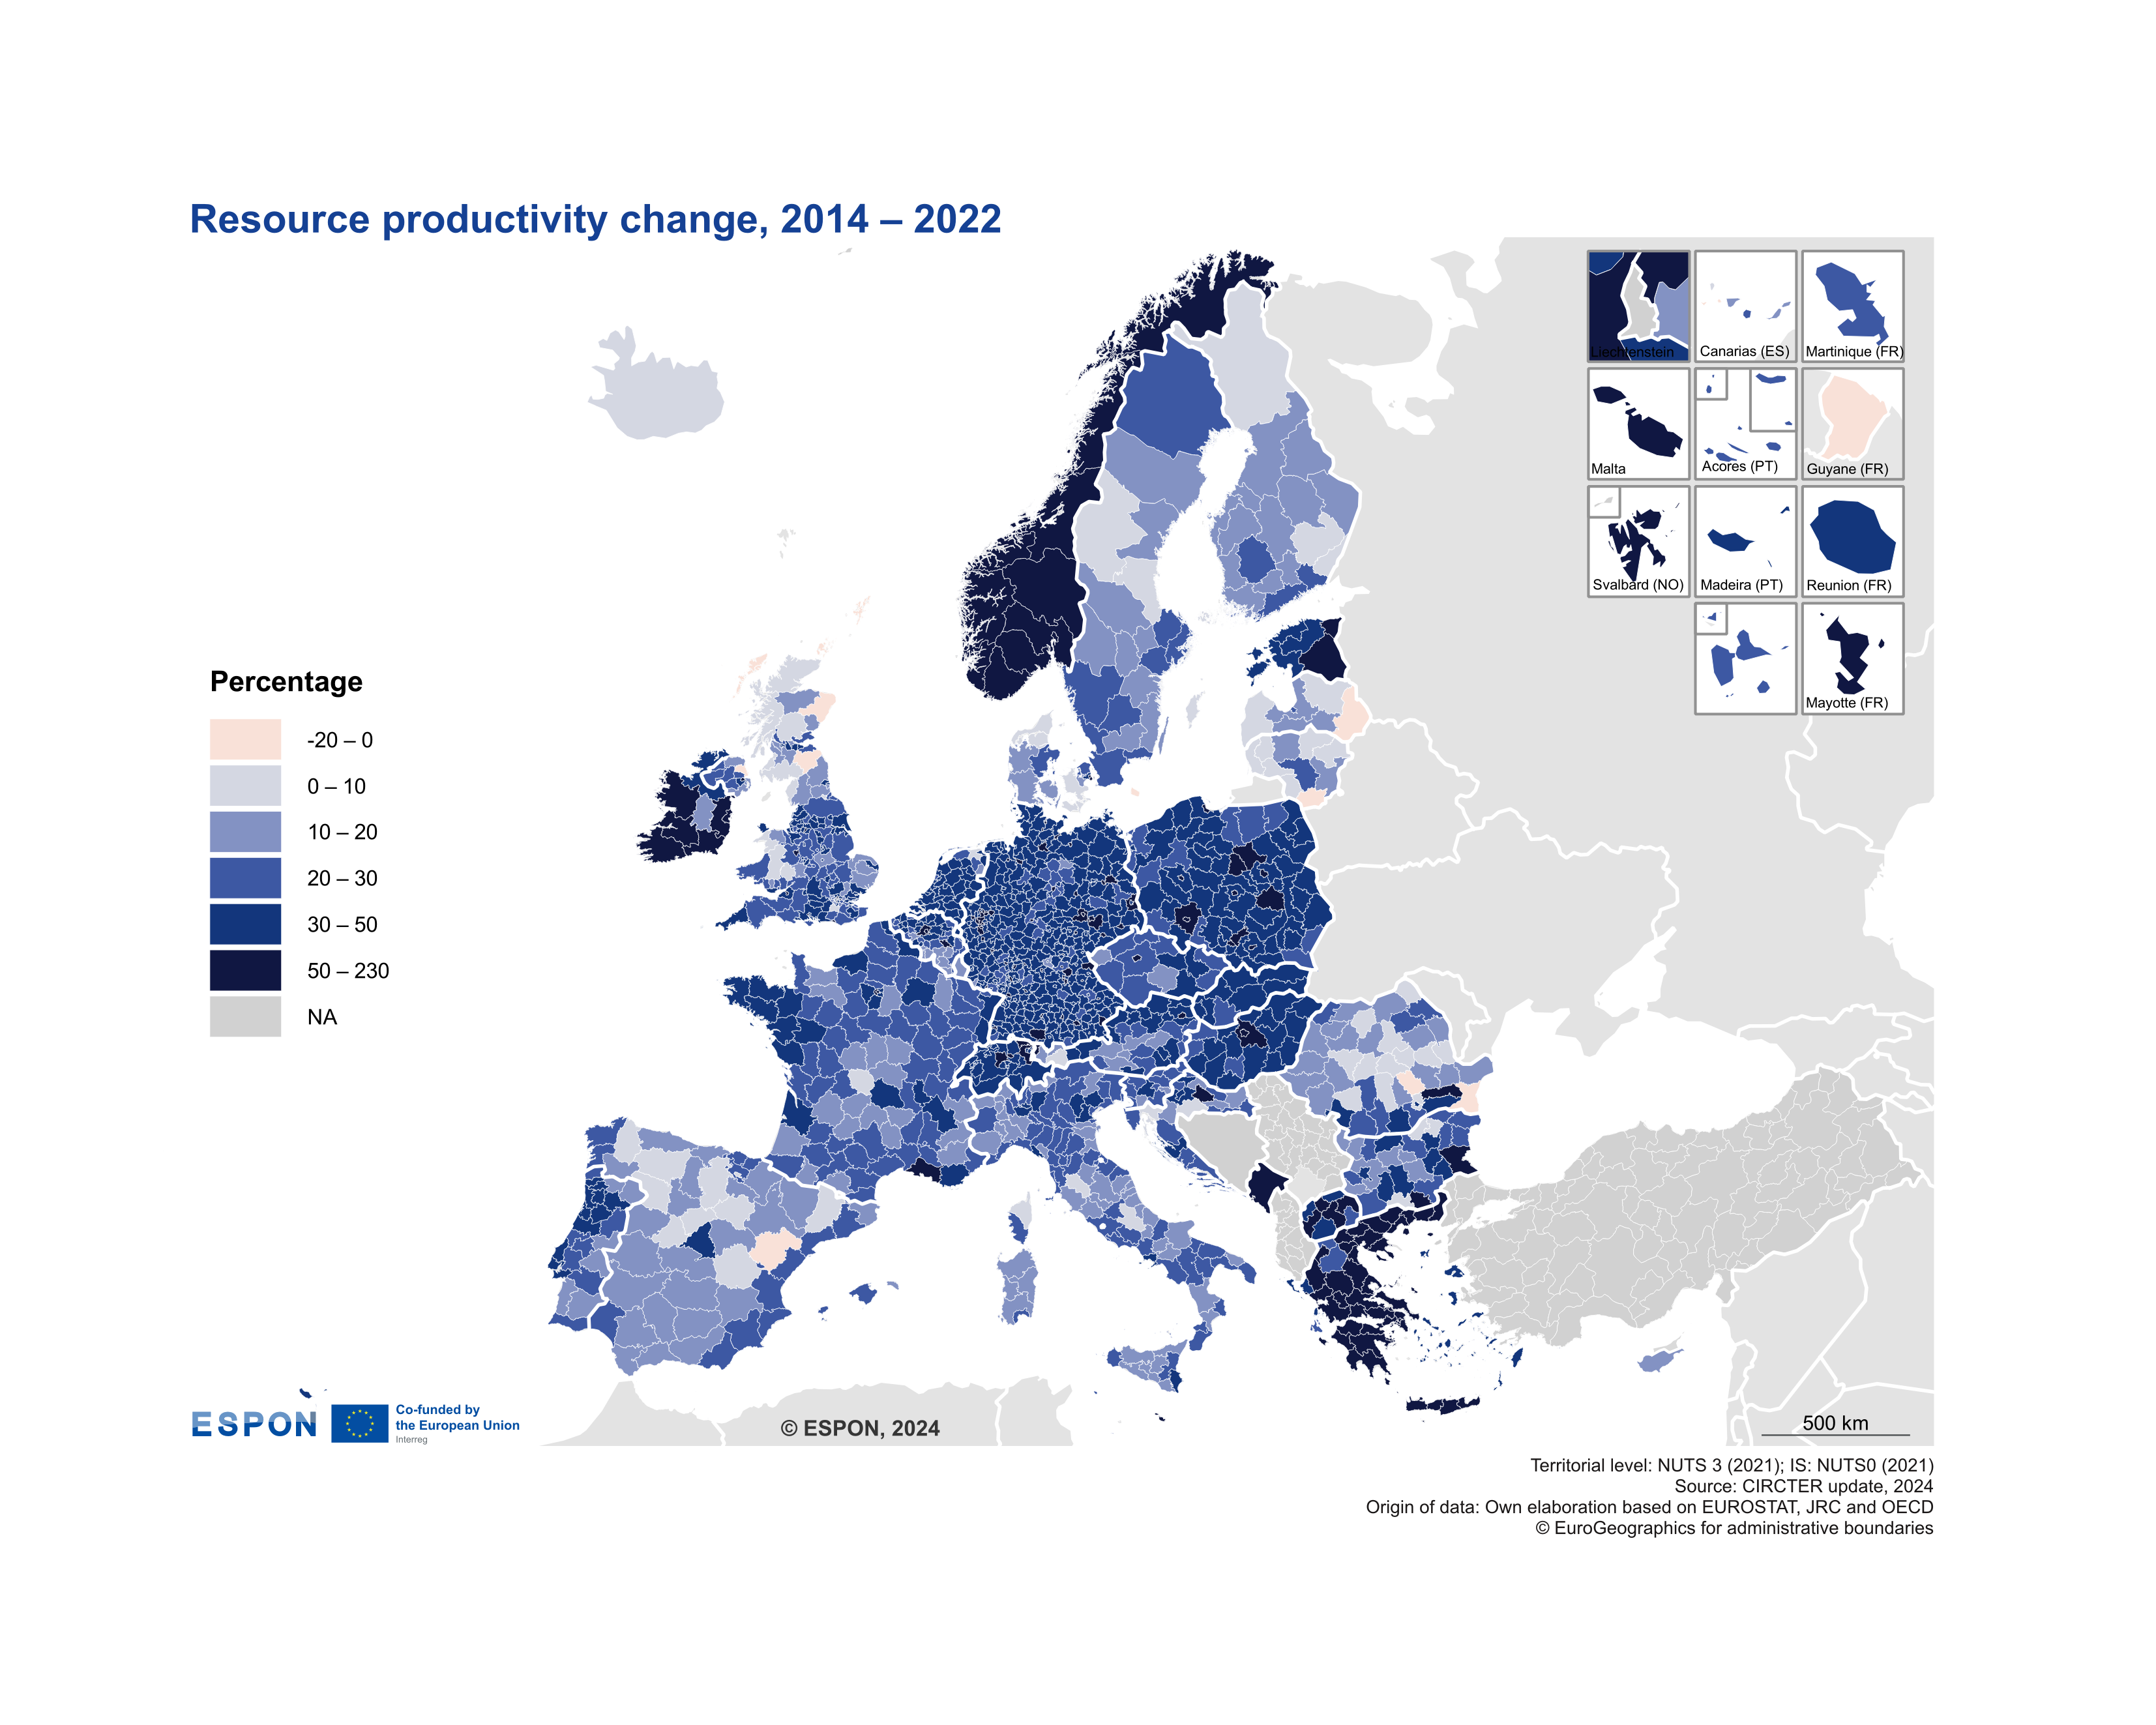 Resource productivity change, 2014 – 2022
Liechtenstein
Canarias (ES)
Martinique (FR)
Malta
Acores (PT)
Guyane (FR)
Svalbard (NO)
Madeira (PT)
Reunion (FR)
Mayotte (FR)
Percentage
-20 – 0
0 – 10
10 – 20
20 – 30
30 – 50
50 – 230
NA
ESPON
Co-funded by
the European Union
Interreg
© ESPON, 2024
500 km
Territorial level: NUTS 3 (2021); IS: NUTS0 (2021)
Source: CIRCTER update, 2024
Origin of data: Own elaboration based on EUROSTAT, JRC and OECD
© EuroGeographics for administrative boundaries